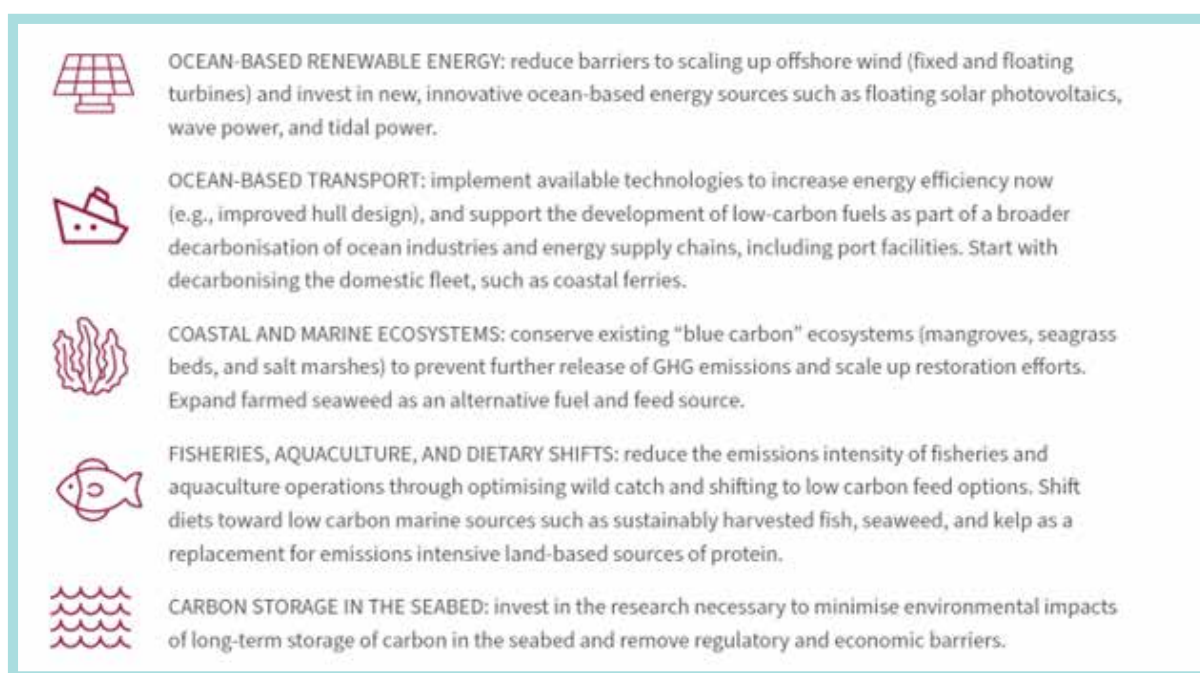 OCEAN-BASED RENEWABLE ENERGY: reduce barriers to scaling up offshore wind (fixed and floating
turbines) and invest in new, innovative ocean-based energy sources such as floating solar photovoltaics,
wave power, and tidal power.
OCEAN-BASED TRANSPORT: implement available technologies to increase energy efficiency now
(e.g., improved hull design), and support the development of low-carbon fuels as part of a broader
decarbonisation of ocean industries and energy supply chains, including port facilities. Start with
decarbonising the domestic fleet, such as coastal ferries.
COASTAL AND MARINE ECOSYSTEMS: conserve existing “blue carbon” ecosystems (mangroves, seagrass
beds, and salt marshes) to prevent further release of GHG emissions and scale up restoration efforts.
Expand farmed seaweed as an alternative fuel and feed source.
FISHERIES, AQUACULTURE, AND DIETARY SHIFTS: reduce the emissions intensity of fisheries and
aquaculture operations through optimising wild catch and shifting to low carbon feed options. Shift
diets toward low carbon marine sources such as sustainably harvested fish, seaweed, and kelp as a
replacement for emissions intensive land-based sources of protein.
CARBON STORAGE IN THE SEABED: invest in the research necessary to minimise environmental impacts
of long-term storage of carbon in the seabed and remove regulatory and economic barriers.